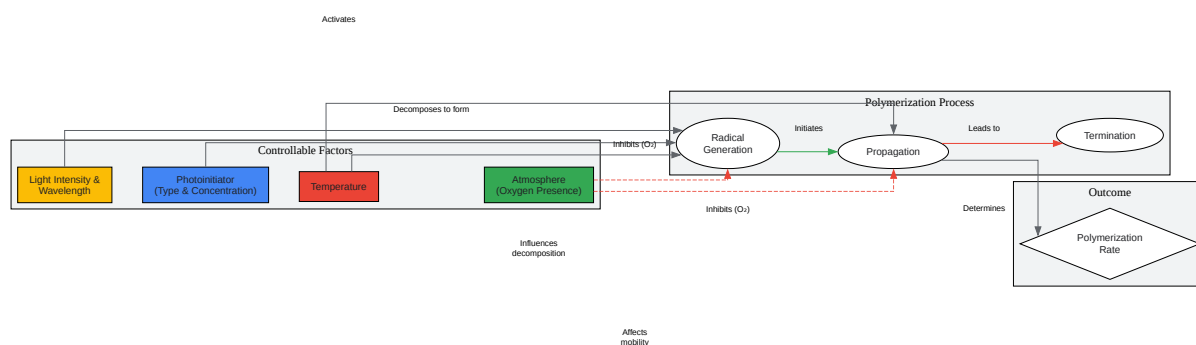 Activates
Polymerization Process
Decomposes to form
Radical
Generation
Initiates
Propagation
Leads to
Termination
Inhibits (O₂)
Controllable Factors
Light Intensity &
Wavelength
Photoinitiator
(Type & Concentration)
Temperature
Atmosphere
(Oxygen Presence)
Inhibits (O₂)
Determines
Outcome
Polymerization
Rate
Influences
decomposition
Affects
mobility